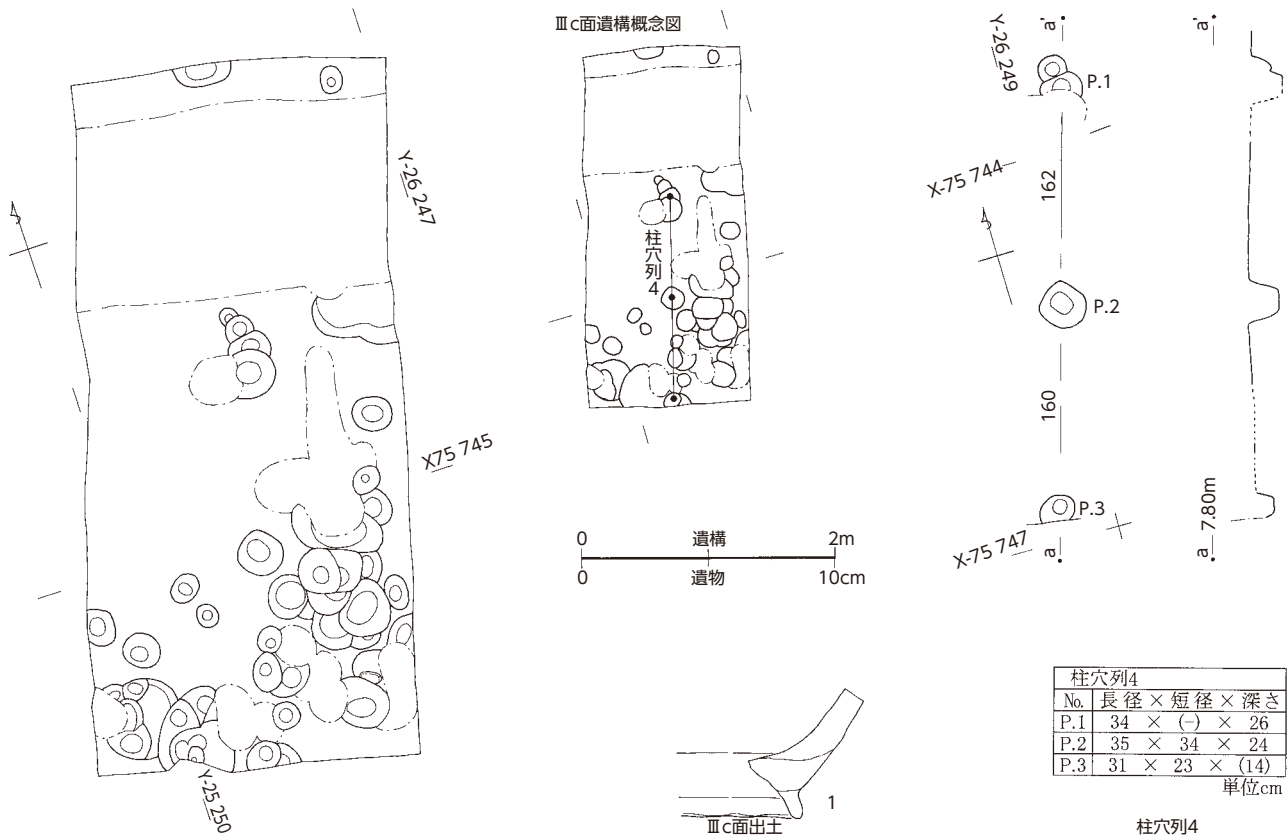 Ⅲc面遺構概念図
Y-26 247
X75 745
Y-25 250
柱穴列4
0 遺構 2m
0 遺物 10cm
1
Ⅲc面出土
Y-26 249
a'
a'
P.1
X-75 744
162
P.2
160
P.3
X-75 747
a
a 7.80m
柱穴列4
No. 長径 × 短径 × 深さ
P.1 34 × (-) × 26
P.2 35 × 34 × 24
P.3 31 × 23 × (14)
単位cm
柱穴列4